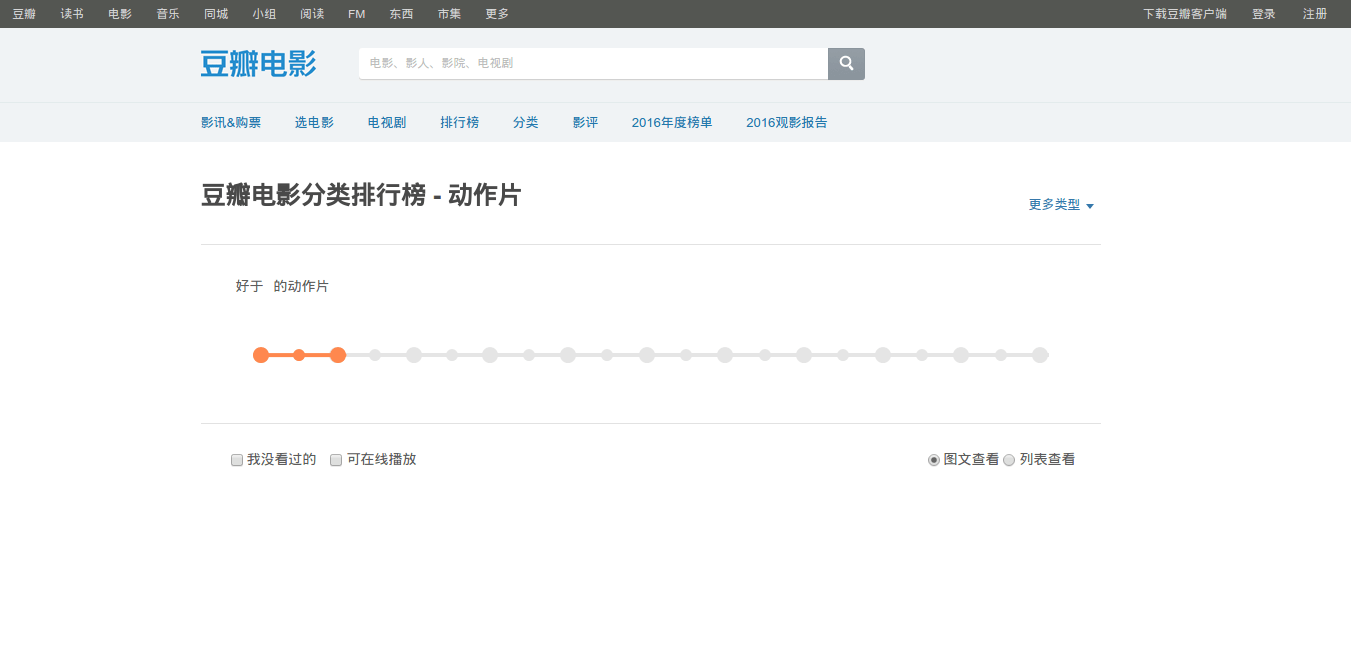 豆瓣 读书 电影 音乐 同城 小组 阅读 FM 东西 市集 更多 下载豆瓣客户端 登录 注册
豆瓣电影 电影、影人、影院、电视剧
影讯&购票 选电影 电视剧 排行榜 分类 影评 2016年度榜单 2016观影报告
豆瓣电影分类排行榜 - 动作片
更多类型
好于 的动作片
我没看过的 可在线播放 图文查看 列表查看